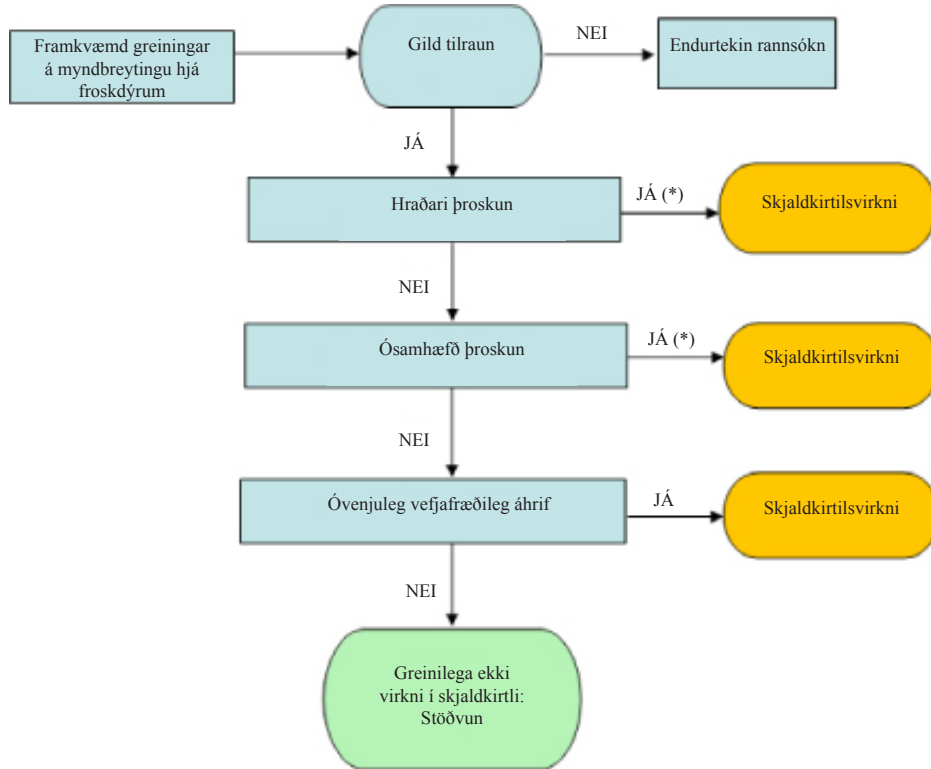 Framkvæmd greiningar
á myndbreytingu hjá
froskdýrum
Gild tilraun
NEI
Endurtekin rannsókn
JÁ
Hraðari þroskun
JÁ (*)
Skjaldkirtilsvirkni
NEI
Ósamhæfð þroskun
JÁ (*)
Skjaldkirtilsvirkni
NEI
Óvenjuleg vefjafræðileg áhrif
JÁ
Skjaldkirtilsvirkni
NEI
Greinilega ekki
virkni í skjaldkirtli:
Stöðvun